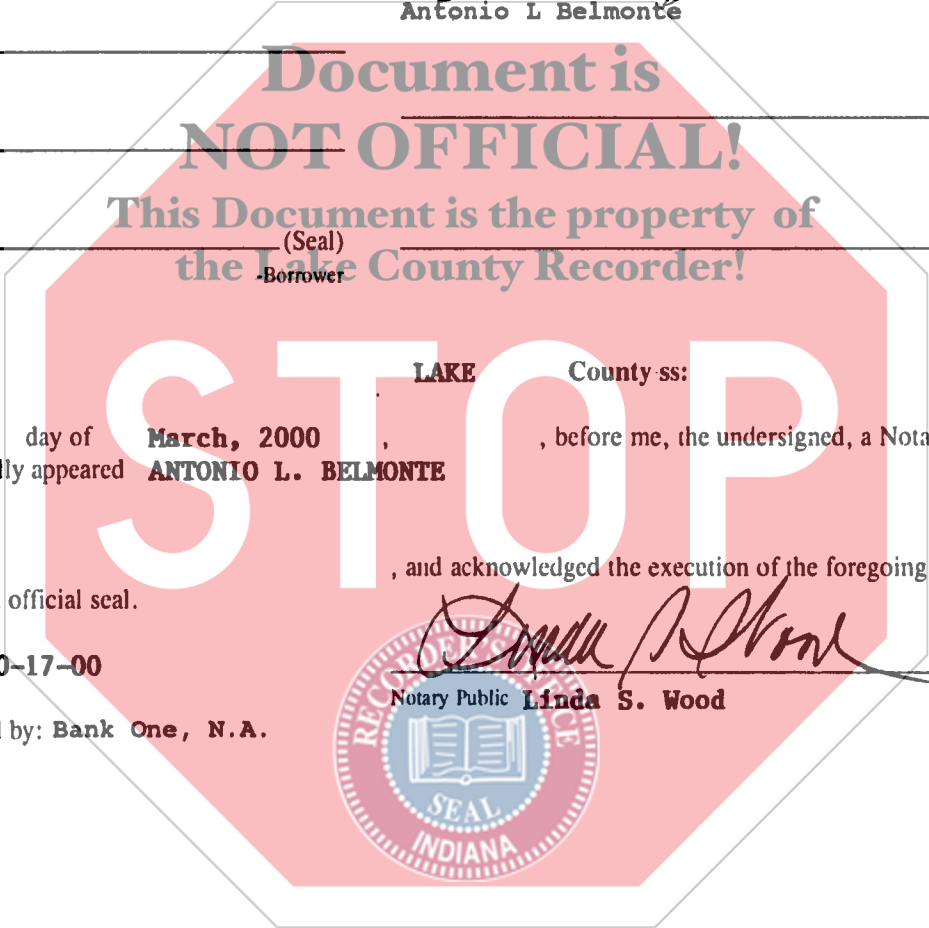 Antonio L Belmonte
Document is
NOT OFFICIAL!
This Document is the property of
(Seal)
the Lake County Recorder!
-Borrower
LAKE County ss:
STOP
day of March, 2000 , , before me, the undersigned, a Nota
lly appeared ANTONIO L. BELMONTE
, and acknowledged the execution of the foregoing
official seal.
Linda S. Wood
0-17-00
Notary Public Linda S. Wood
by: Bank One, N.A.
RECORDER'S OFFICE
SEAL
INDIANA